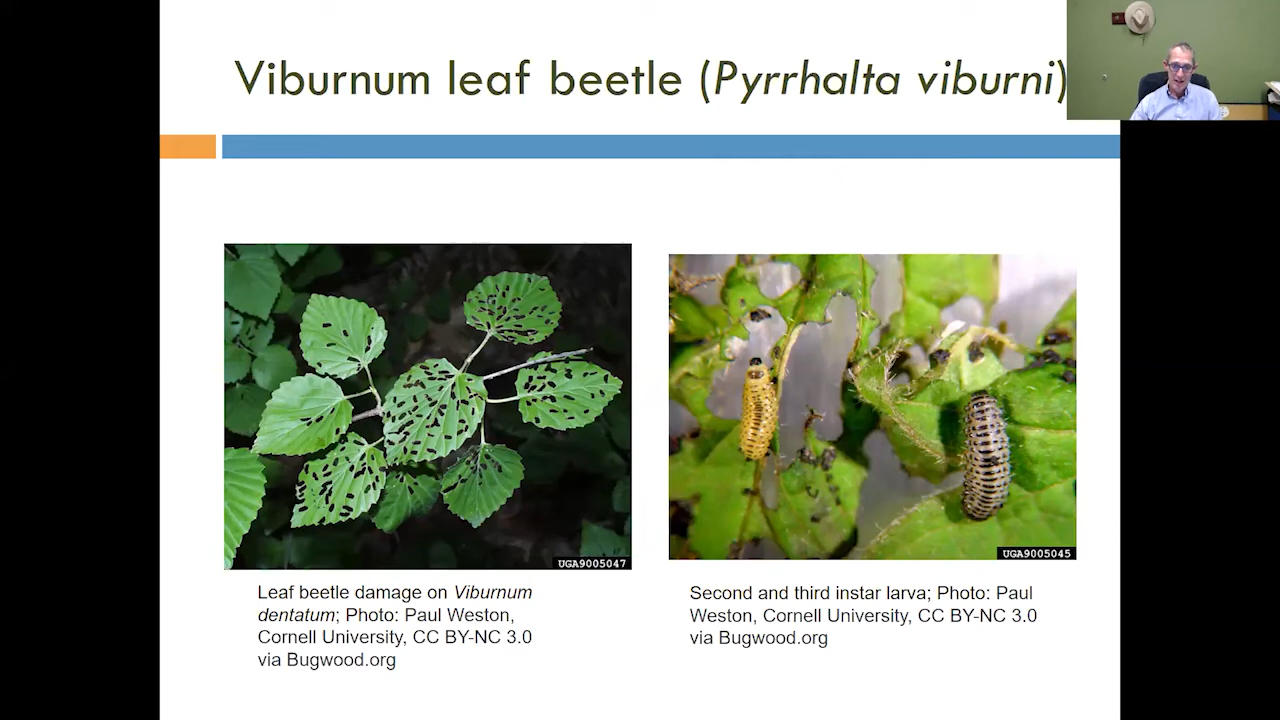 Viburnum leaf beetle (Pyrrhalta viburni)
UGA9005047
UGA9005045
Leaf beetle damage on Viburnum
dentatum; Photo: Paul Weston,
Cornell University, CC BY-NC 3.0
via Bugwood.org
Second and third instar larva; Photo: Paul
Weston, Cornell University, CC BY-NC 3.0
via Bugwood.org